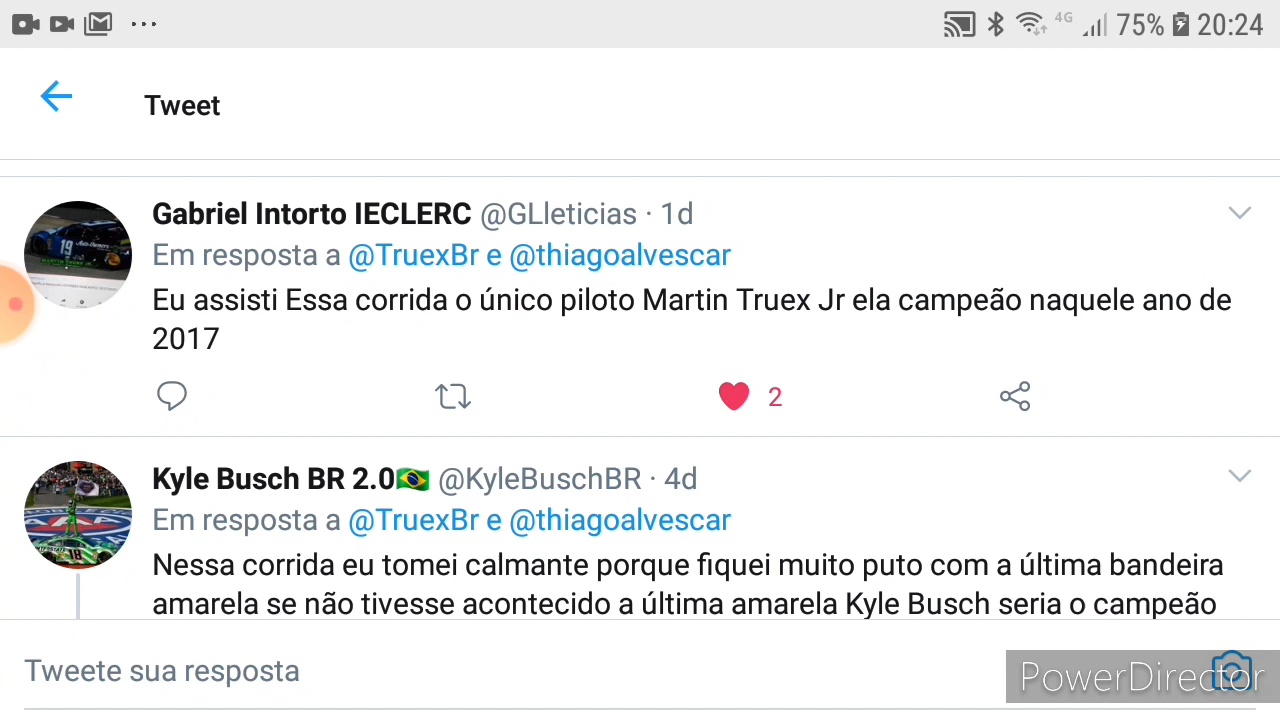 4G 75% 20:24
Tweet
Gabriel Intorto IECLERC @GLleticias · 1d
Em resposta a @TruexBr e @thiagoalvescar
Eu assisti Essa corrida o único piloto Martin Truex Jr ela campeão naquele ano de
2017
2
Kyle Busch BR 2.0🇧🇷 @KyleBuschBR · 4d
Em resposta a @TruexBr e @thiagoalvescar
Nessa corrida eu tomei calmante porque fiquei muito puto com a última bandeira
amarela se não tivesse acontecido a última amarela Kyle Busch seria o campeão
Tweete sua resposta
PowerDirector